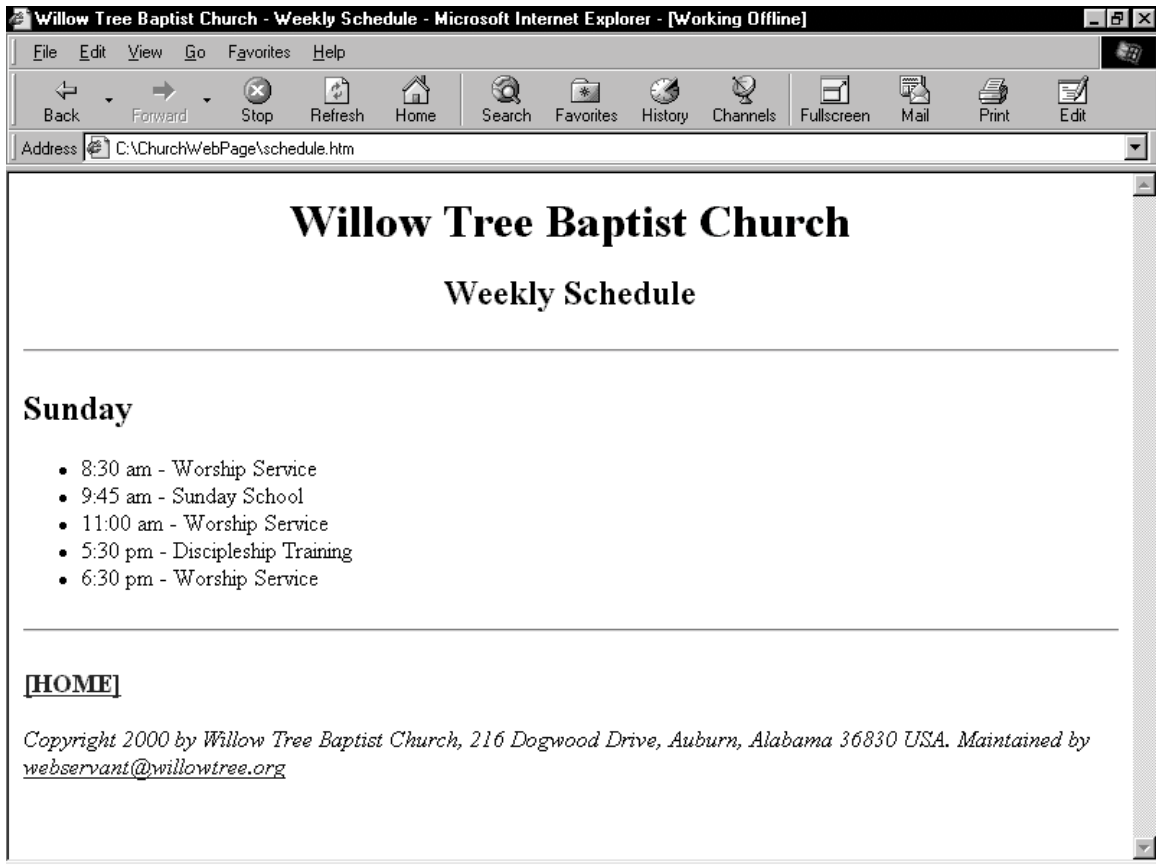 Willow Tree Baptist Church - Weekly Schedule - Microsoft Internet Explorer - [Working Offline]
File Edit View Go Favorites Help
Back Forward Stop Refresh Home Search Favorites History Channels Fullscreen Mail Print Edit
Address C:\ChurchWebPage\schedule.htm
Willow Tree Baptist Church
Weekly Schedule
Sunday
• 8:30 am - Worship Service
• 9:45 am - Sunday School
• 11:00 am - Worship Service
• 5:30 pm - Discipleship Training
• 6:30 pm - Worship Service
[HOME]
Copyright 2000 by Willow Tree Baptist Church, 216 Dogwood Drive, Auburn, Alabama 36830 USA. Maintained by
webservant@willowtree.org